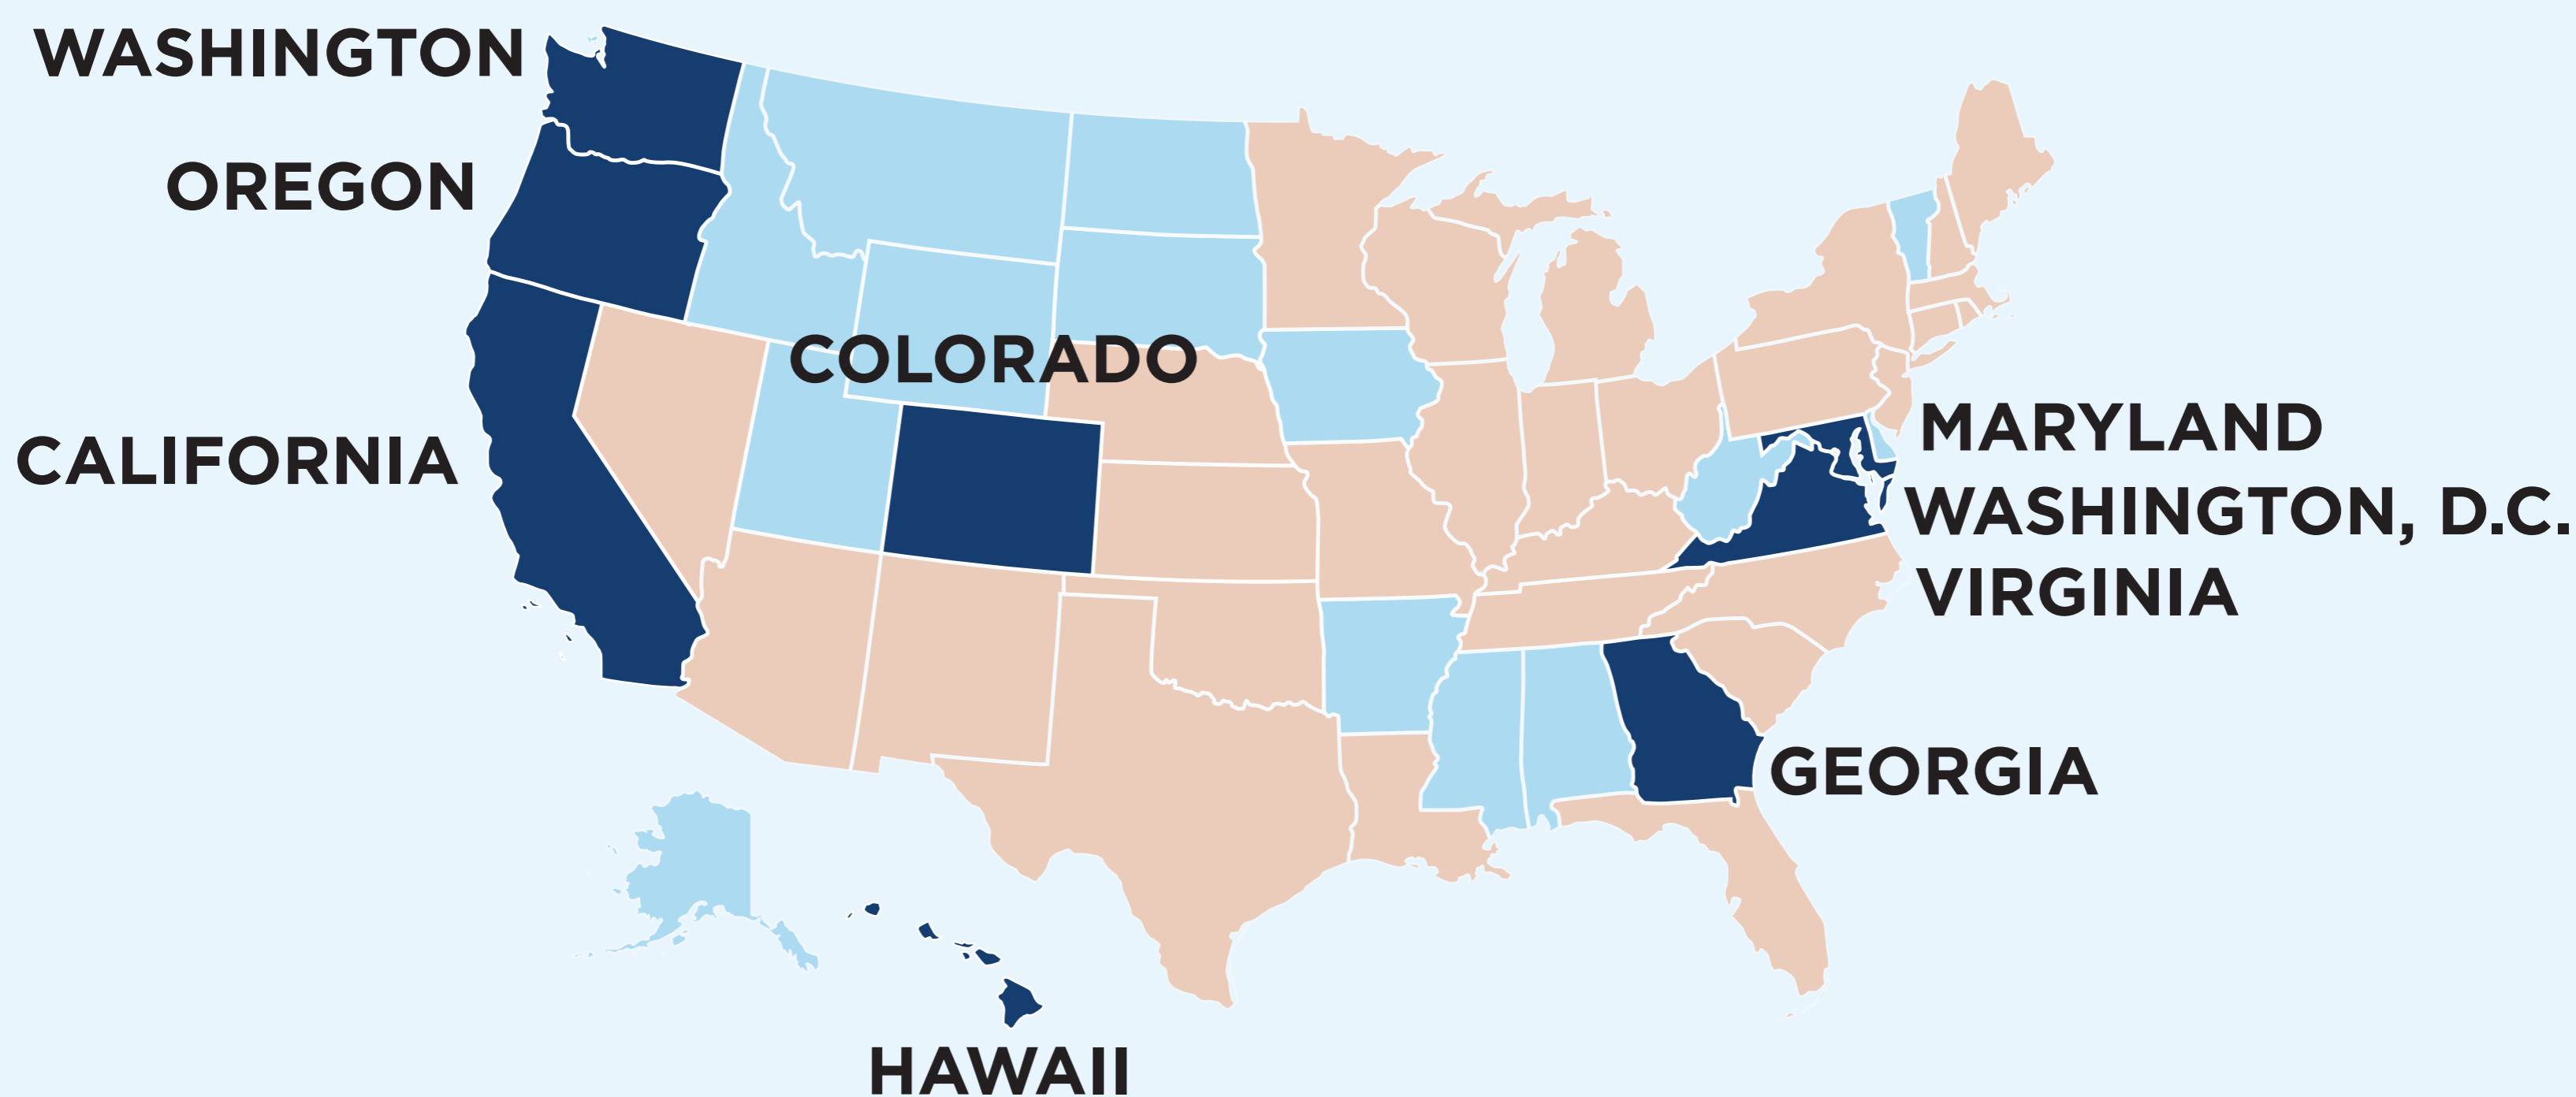 WASHINGTON
OREGON
COLORADO
CALIFORNIA
MARYLAND
WASHINGTON, D.C.
VIRGINIA
GEORGIA
HAWAII